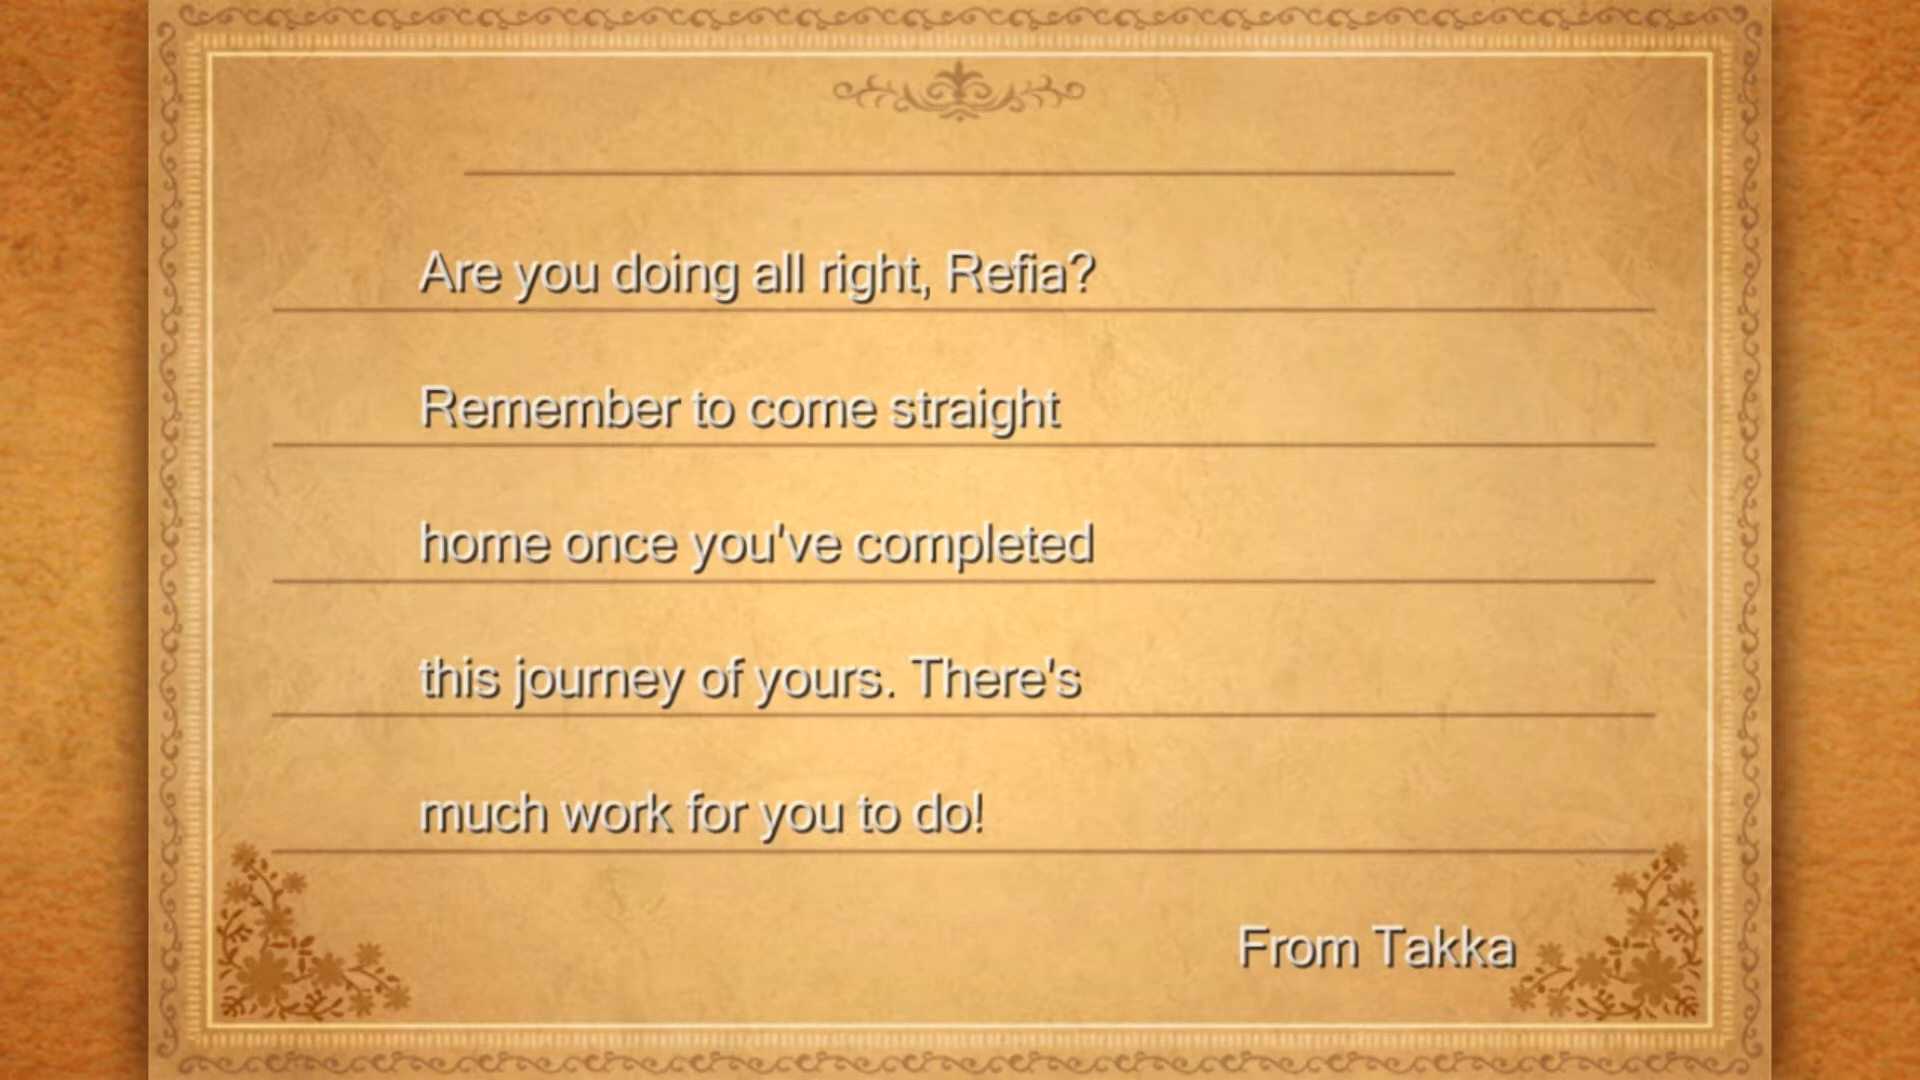 Are you doing all right, Refia?
Remember to come straight
home once you've completed
this journey of yours. There's
much work for you to do!
From Takka